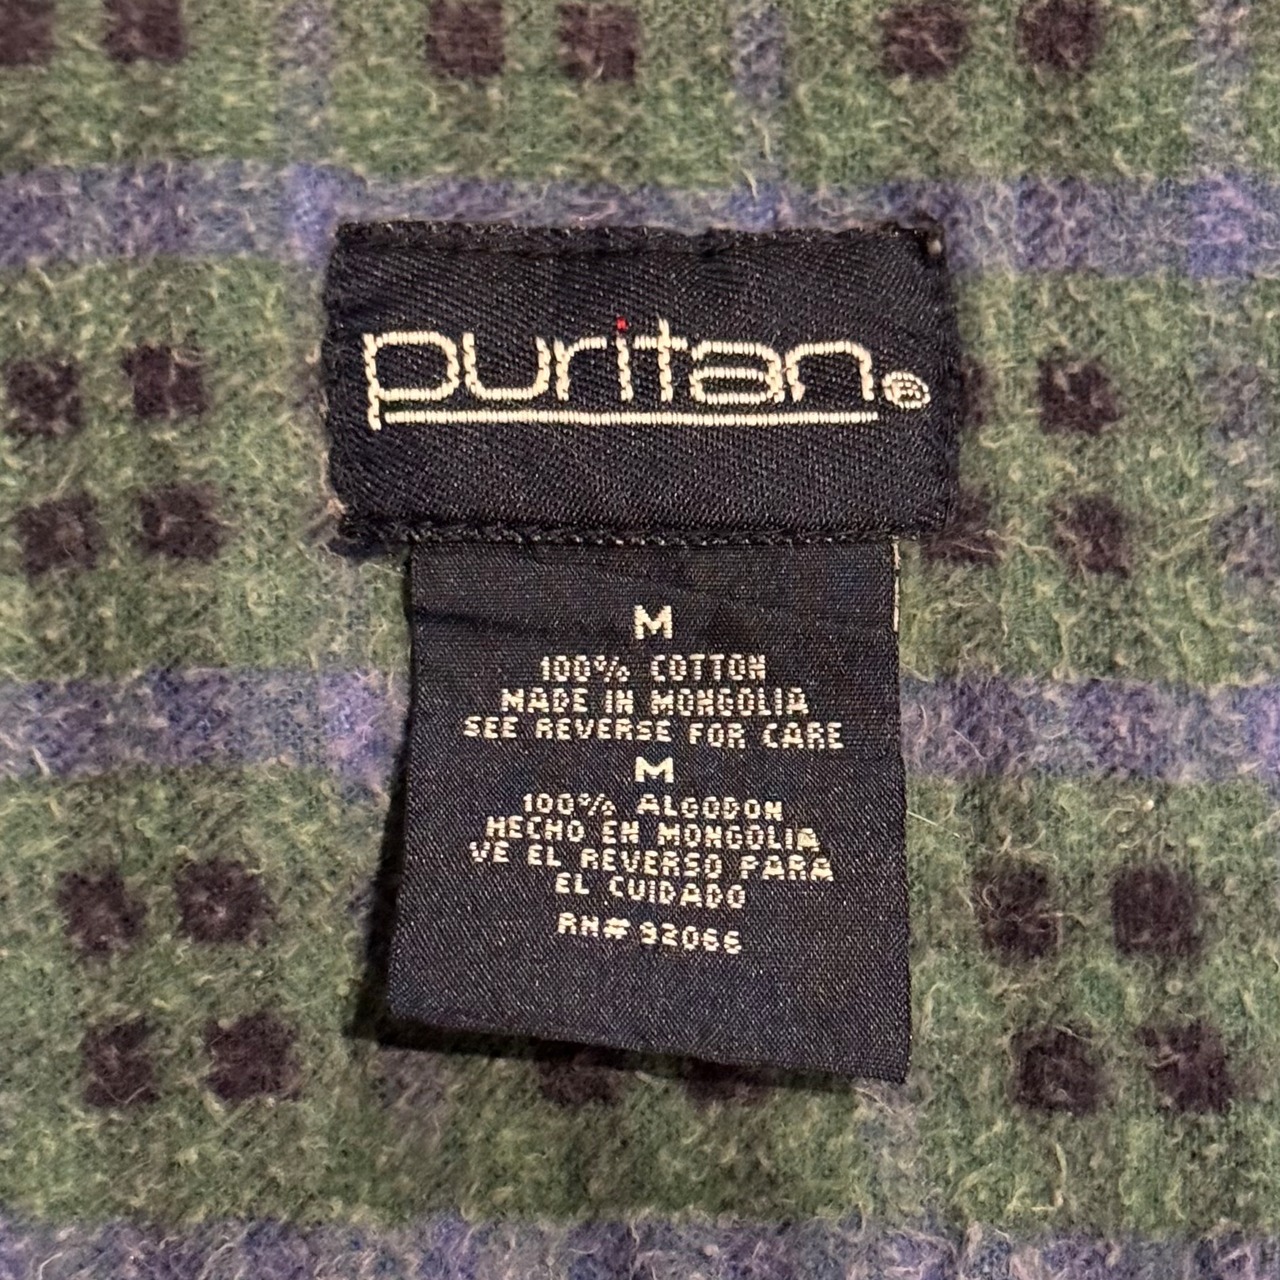 puritan®
M
100% COTTON
MADE IN MONGOLIA
SEE REVERSE FOR CARE
M
100% ALGODON
HECHO EN MONGOLIA
VE EL REVERSO PARA
EL CUIDADO
RN# 92066